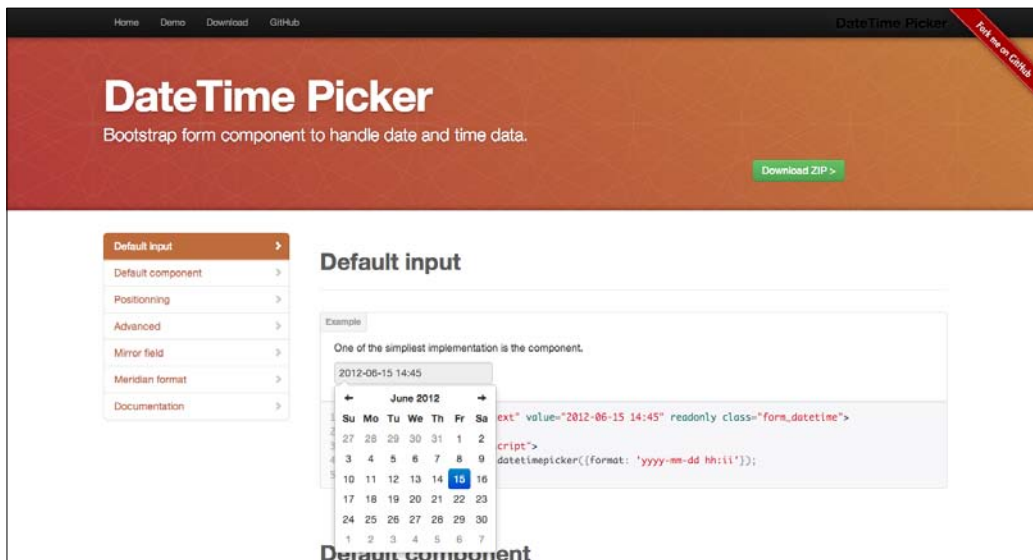 Home Demo Download GitHub DateTime Picker
Fork me on GitHub
DateTime Picker
Bootstrap form component to handle date and time data.
Download ZIP >
Default input
Default component
Positionning
Advanced
Mirror field
Meridian format
Documentation
Default input
Example
One of the simpliest implementation is the component.
2012-06-15 14:45
June 2012
Su Mo Tu We Th Fr Sa
27 28 29 30 31 1 2
3 4 5 6 7 8 9
10 11 12 13 14 15 16
17 18 19 20 21 22 23
24 25 26 27 28 29 30
1 2 3 4 5 6 7
ext" value="2012-06-15 14:45" readonly class="form_datetime">
cript">
datetimepicker({format: 'yyyy-mm-dd hh:ii'});
Default component